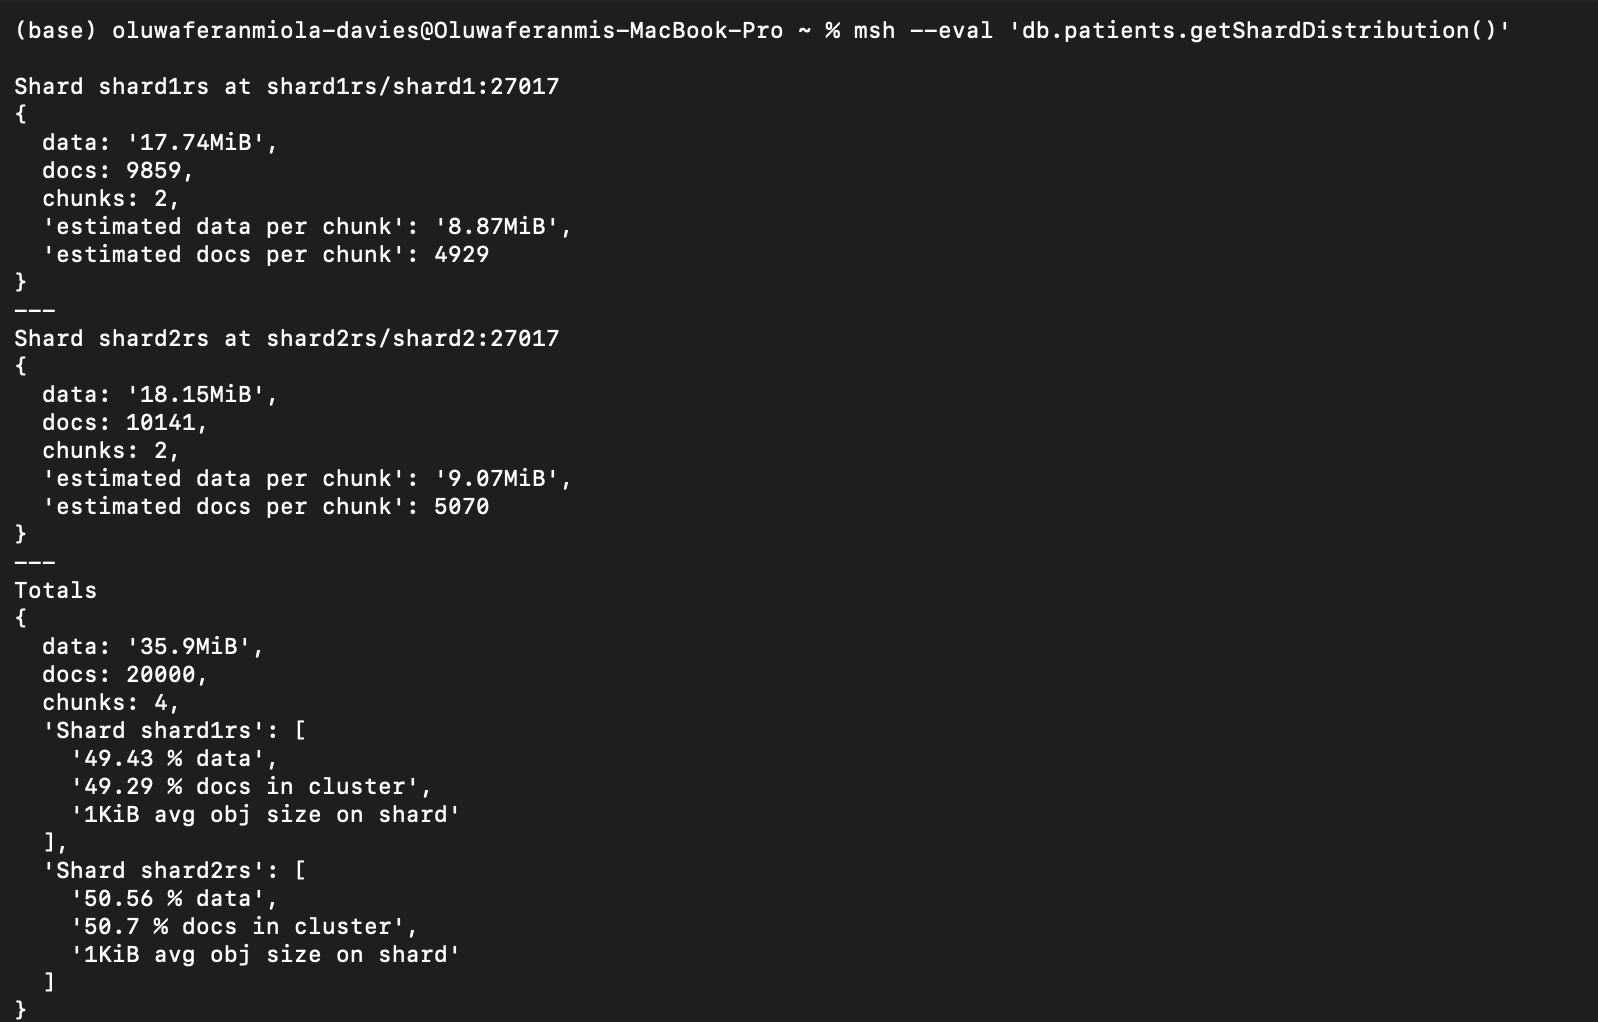 (base) oluwaferanmiola-davies@Oluwaferanmis-MacBook-Pro ~ % msh --eval 'db.patients.getShardDistribution()'
Shard shard1rs at shard1rs/shard1:27017
{
  data: '17.74MiB',
  docs: 9859,
  chunks: 2,
  'estimated data per chunk': '8.87MiB',
  'estimated docs per chunk': 4929
}
---
Shard shard2rs at shard2rs/shard2:27017
{
  data: '18.15MiB',
  docs: 10141,
  chunks: 2,
  'estimated data per chunk': '9.07MiB',
  'estimated docs per chunk': 5070
}
---
Totals
{
  data: '35.9MiB',
  docs: 20000,
  chunks: 4,
  'Shard shard1rs': [
    '49.43 % data',
    '49.29 % docs in cluster',
    '1KiB avg obj size on shard'
  ],
  'Shard shard2rs': [
    '50.56 % data',
    '50.7 % docs in cluster',
    '1KiB avg obj size on shard'
  ]
}